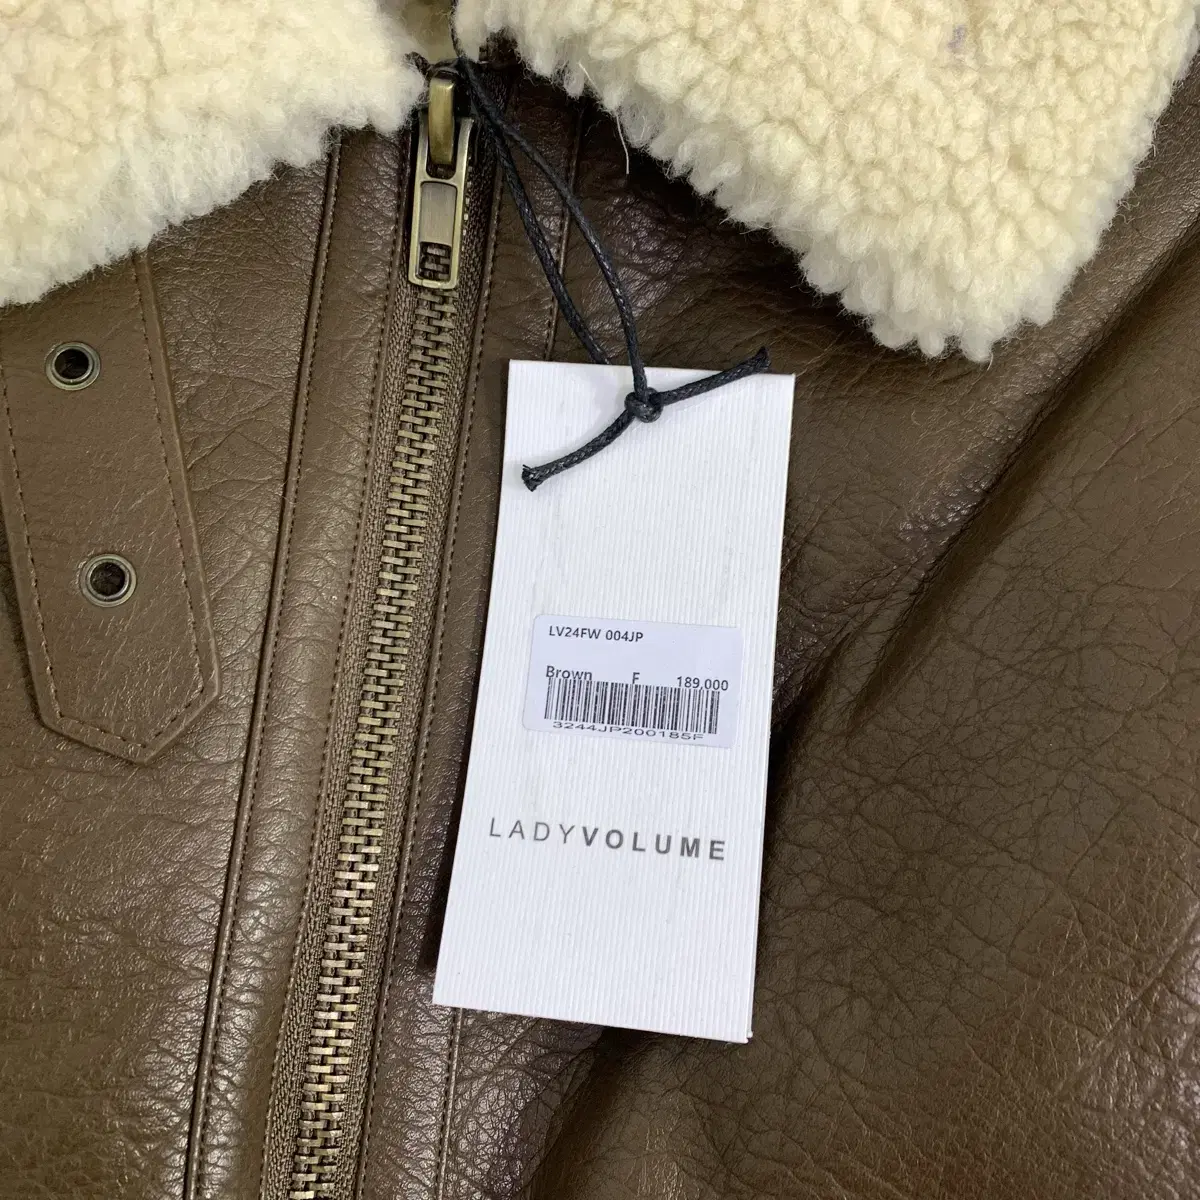 LV24FW 004JP
Brown F 189,000
3244JP200185F
LADYVOLUME